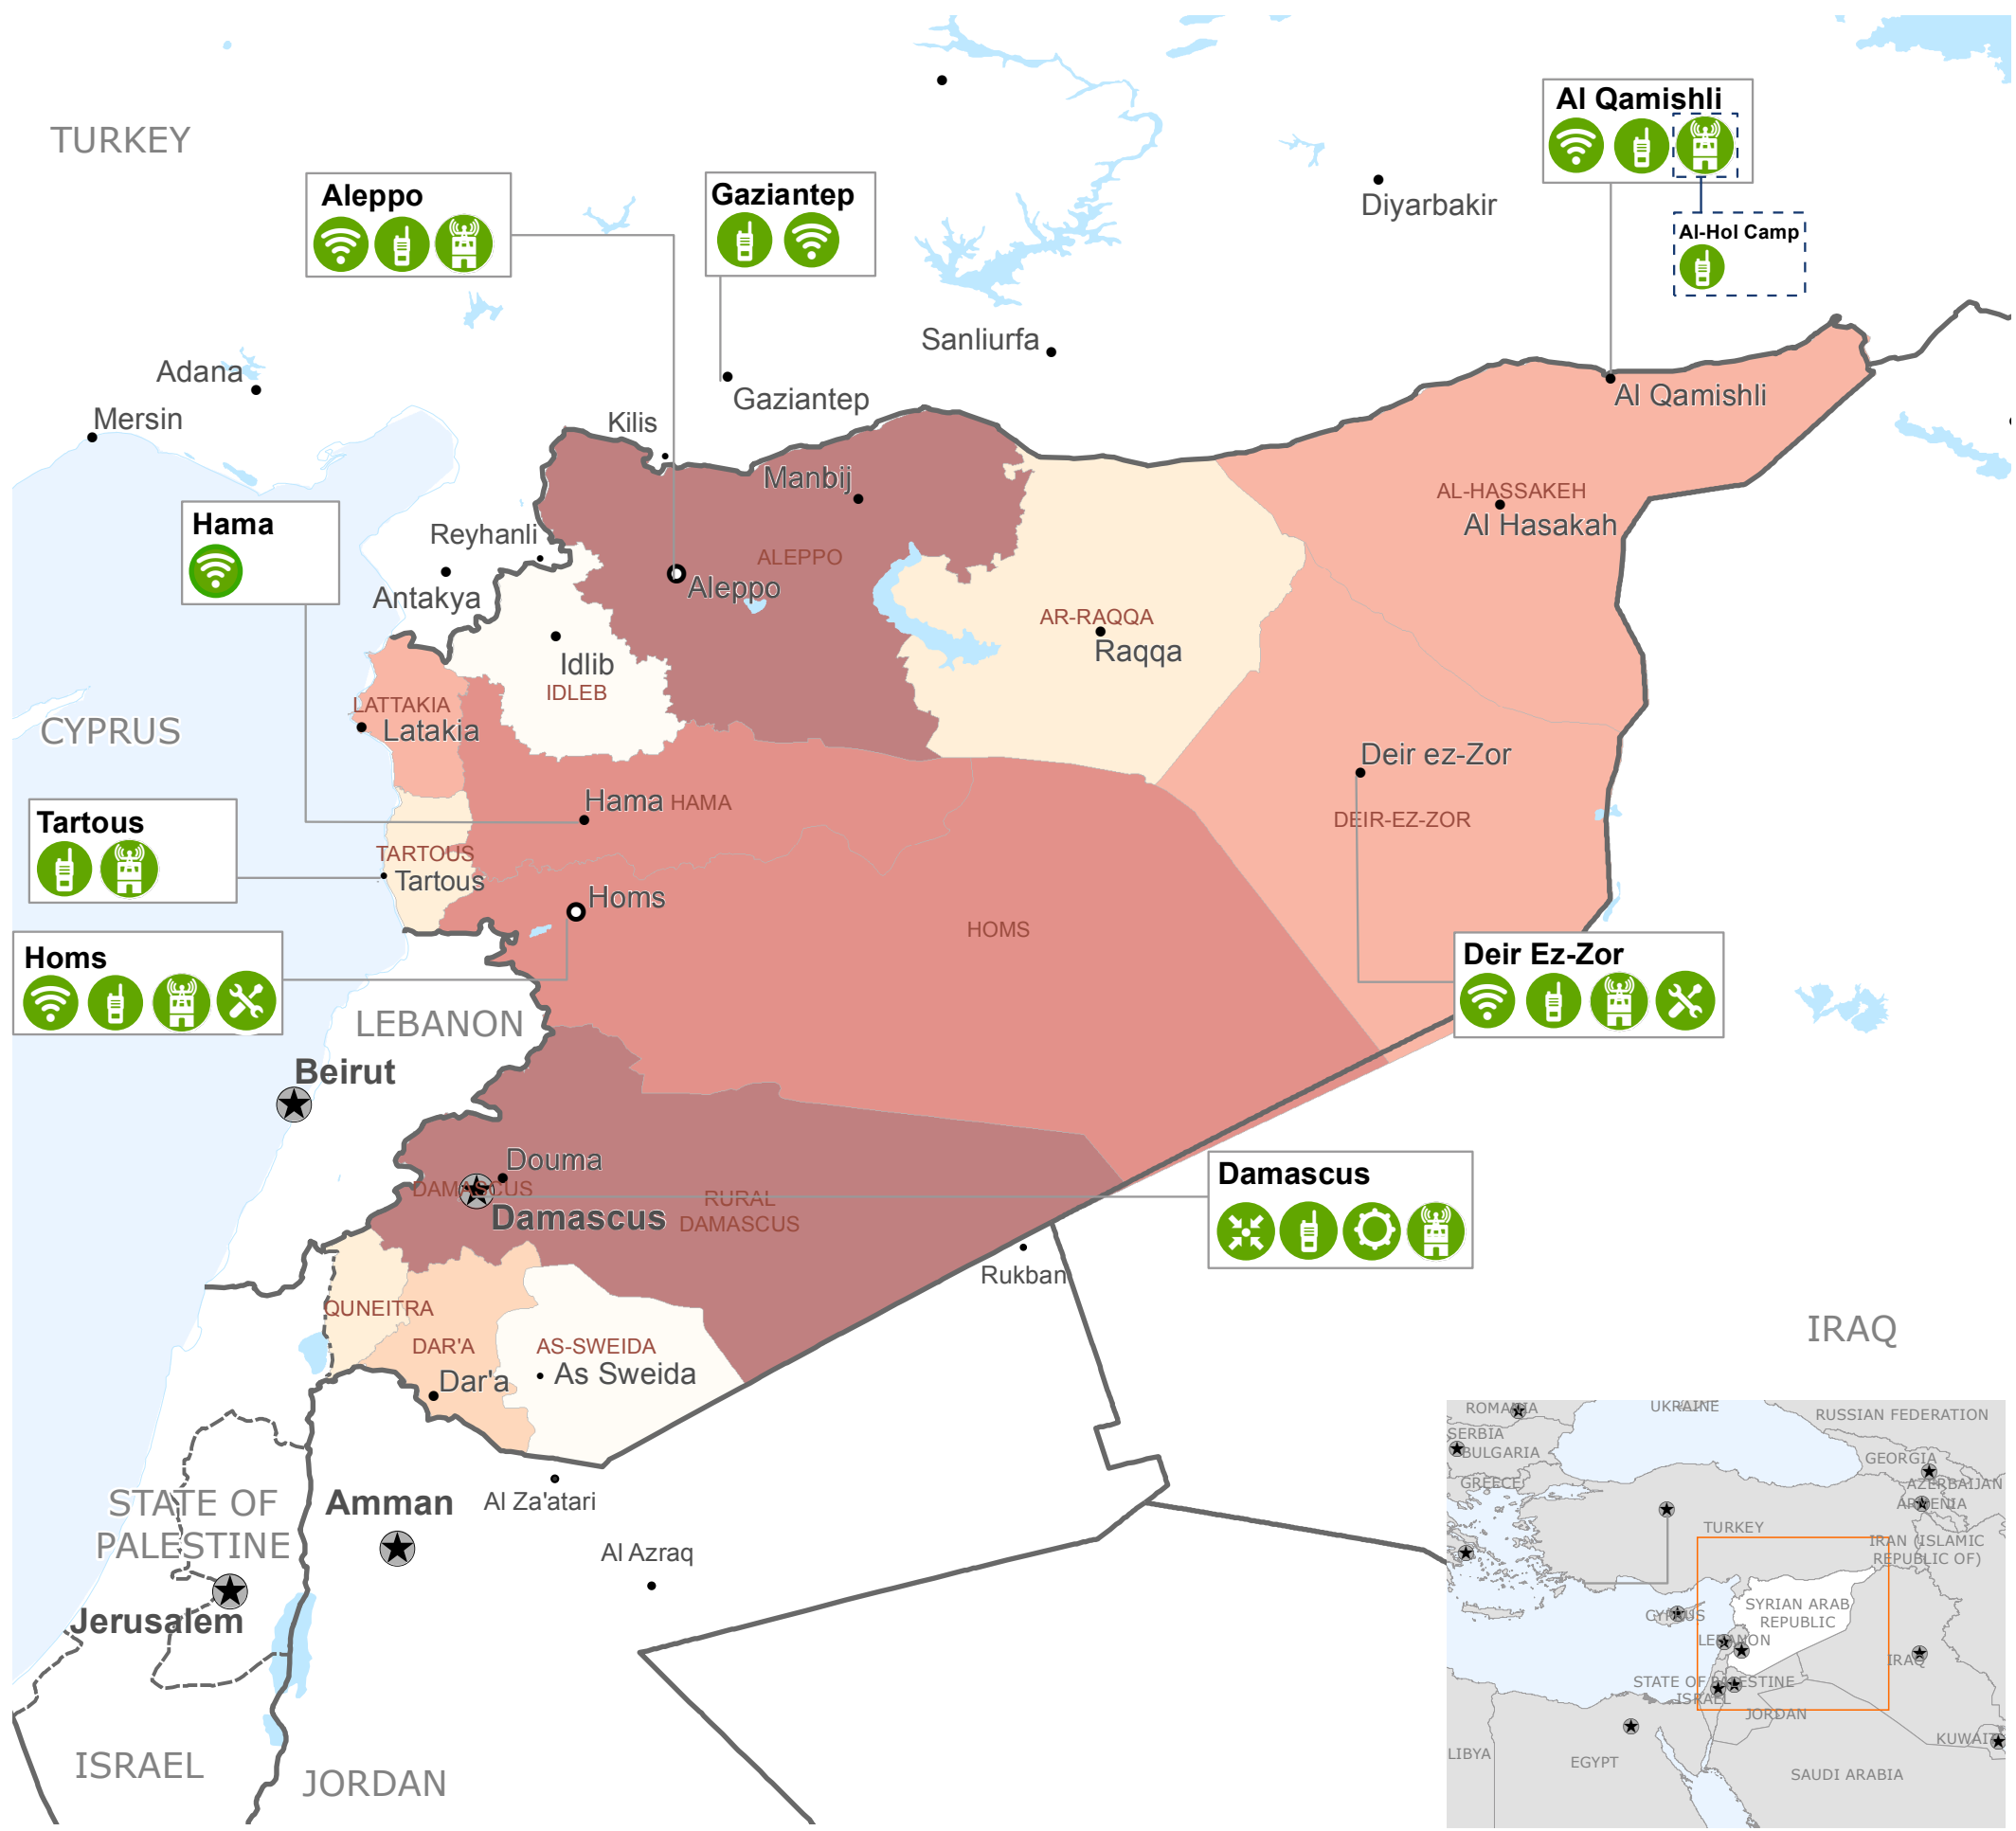 TURKEY
Al Qamishli
Aleppo
Gaziantep
Diyarbakir
Al-Hol Camp
Sanliurfa
Adana
Gaziantep
Al Qamishli
Mersin
Kilis
Manbij
AL-HASSAKEH
Al Hasakah
Hama
Reyhanli
ALEPPO
Aleppo
Antakya
AR-RAQQA
Raqqa
Idlib
IDLEB
LATTAKIA
Latakia
CYPRUS
Deir ez-Zor
Hama
HAMA
DEIR-EZ-ZOR
Tartous
TARTOUS
Tartous
Homs
HOMS
Homs
Deir Ez-Zor
LEBANON
Beirut
Douma
Damascus
DAMASCUS
Damascus
RURAL
DAMASCUS
Rukban
QUNEITRA
DAR'A
Dar'a
AS-SWEIDA
As Sweida
IRAQ
STATE OF
PALESTINE
Amman
Al Za'atari
Al Azraq
Jerusalem
ISRAEL
JORDAN
ROMANIA
UKRAINE
RUSSIAN FEDERATION
SERBIA
BULGARIA
GEORGIA
GREECE
AZERBAIJAN
ARMENIA
TURKEY
IRAN (ISLAMIC
REPUBLIC OF)
SYRIAN ARAB
REPUBLIC
CYPRUS
LEBANON
IRAQ
STATE OF PALESTINE
ISRAEL
JORDAN
KUWAIT
LIBYA
EGYPT
SAUDI ARABIA